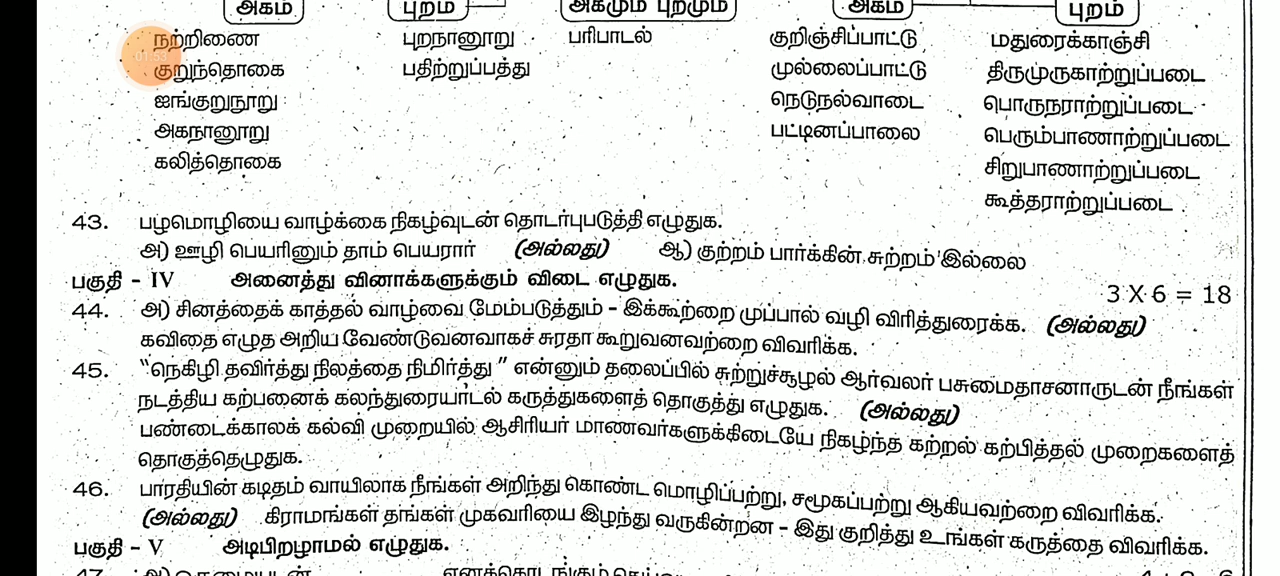 அகம் புறம் அகமும் புறமும் அகம் புறம்
நற்றிணை புறநானூறு பரிபாடல் குறிஞ்சிப்பாட்டு மதுரைக்காஞ்சி
குறுந்தொகை பதிற்றுப்பத்து முல்லைப்பாட்டு திருமுருகாற்றுப்படை
ஐங்குறுநூறு நெடுநல்வாடை பொருநராற்றுப்படை
அகநானூறு பட்டினப்பாலை பெரும்பாணாற்றுப்படை
கலித்தொகை சிறுபாணாற்றுப்படை
கூத்தராற்றுப்படை
01:53
43. பழமொழியை வாழ்க்கை நிகழ்வுடன் தொடர்புபடுத்தி எழுதுக.
அ) ஊழி பெயரினும் தாம் பெயரார் (அல்லது) ஆ) குற்றம் பார்க்கின் சுற்றம் இல்லை
பகுதி - IV அனைத்து வினாக்களுக்கும் விடை எழுதுக. 3 X 6 = 18
44. அ) சினத்தைக் காத்தல் வாழ்வை மேம்படுத்தும் - இக்கூற்றை முப்பால் வழி விரித்துரைக்க. (அல்லது)
கவிதை எழுத அறிய வேண்டுவனவாகச் சுரதா கூறுவனவற்றை விவரிக்க.
45. "நெகிழி தவிர்த்து நிலத்தை நிமிர்த்து" என்னும் தலைப்பில் சுற்றுச்சூழல் ஆர்வலர் பசுமைதாசனாருடன் நீங்கள்
நடத்திய கற்பனைக் கலந்துரையாடல் கருத்துகளைத் தொகுத்து எழுதுக. (அல்லது)
பண்டைக்காலக் கல்வி முறையில் ஆசிரியர் மாணவர்களுக்கிடையே நிகழ்ந்த கற்றல் கற்பித்தல் முறைகளைத்
தொகுத்தெழுதுக.
46. பாரதியின் கடிதம் வாயிலாக நீங்கள் அறிந்து கொண்ட மொழிப்பற்று, சமூகப்பற்று ஆகியவற்றை விவரிக்க.
(அல்லது) கிராமங்கள் தங்கள் முகவரியை இழந்து வருகின்றன - இது குறித்து உங்கள் கருத்தை விவரிக்க.
பகுதி - V அடிபிறழாமல் எழுதுக.